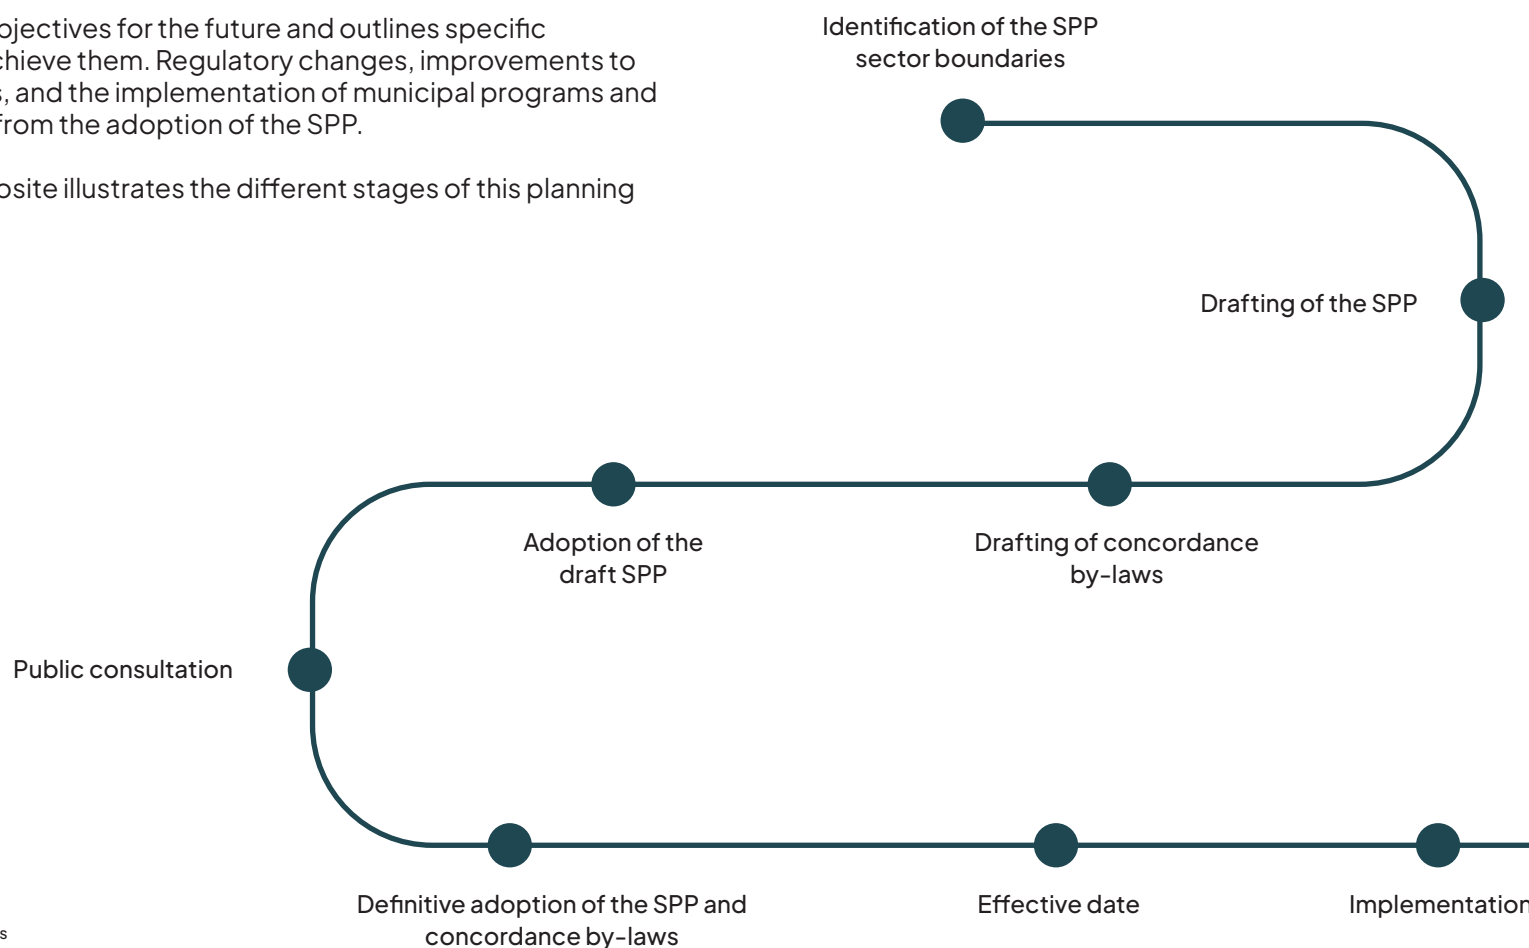 ojectives for the future and outlines specific
chieve them. Regulatory changes, improvements to
s, and the implementation of municipal programs and
from the adoption of the SPP.
osite illustrates the different stages of this planning
Identification of the SPP
sector boundaries
Drafting of the SPP
Drafting of concordance
by-laws
Adoption of the
draft SPP
Public consultation
Definitive adoption of the SPP and
concordance by-laws
Effective date
Implementation
s